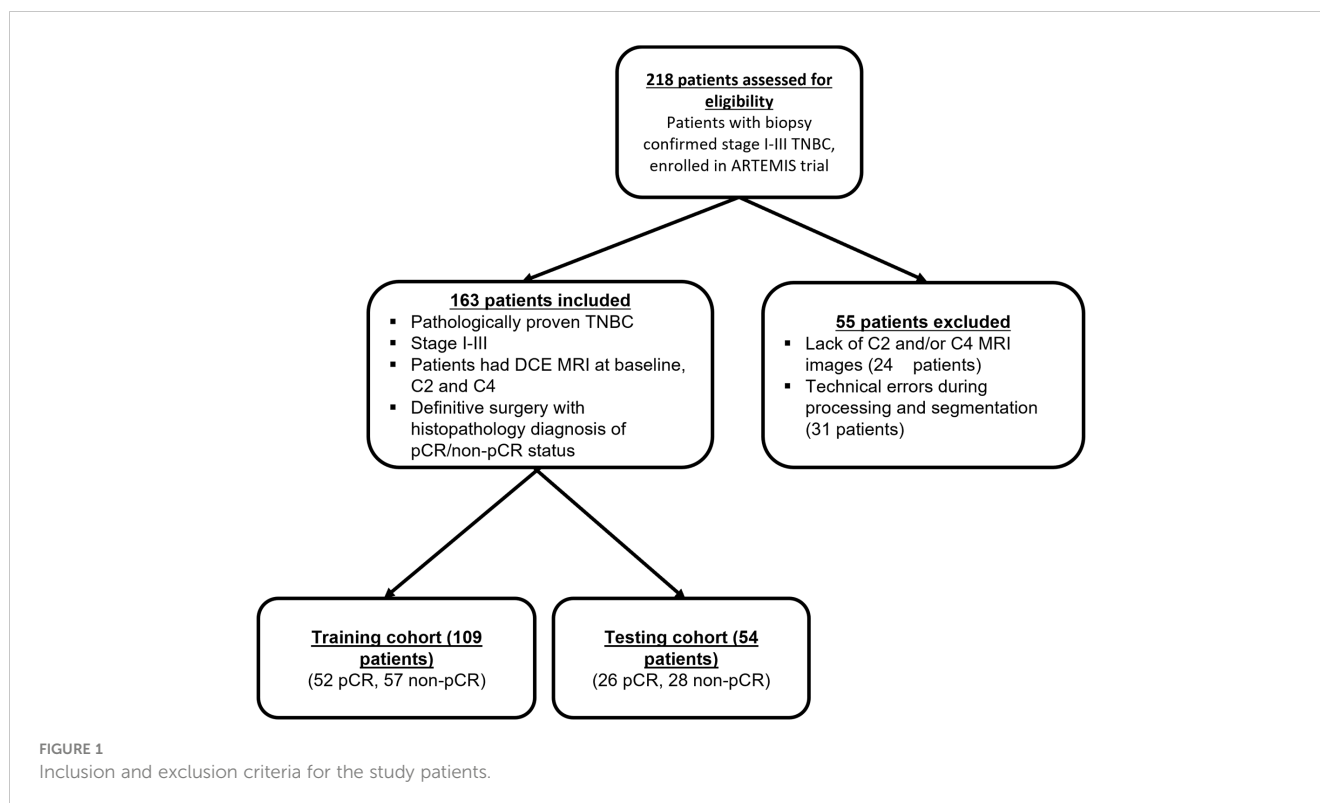 218 patients assessed for
eligibility
Patients with biopsy
confirmed stage I-III TNBC,
enrolled in ARTEMIS trial
163 patients included
▪ Pathologically proven TNBC
▪ Stage I-III
▪ Patients had DCE MRI at baseline,
C2 and C4
▪ Definitive surgery with
histopathology diagnosis of
pCR/non-pCR status
55 patients excluded
▪ Lack of C2 and/or C4 MRI
images (24 patients)
▪ Technical errors during
processing and segmentation
(31 patients)
Training cohort (109
patients)
(52 pCR, 57 non-pCR)
Testing cohort (54
patients)
(26 pCR, 28 non-pCR)
FIGURE 1
Inclusion and exclusion criteria for the study patients.